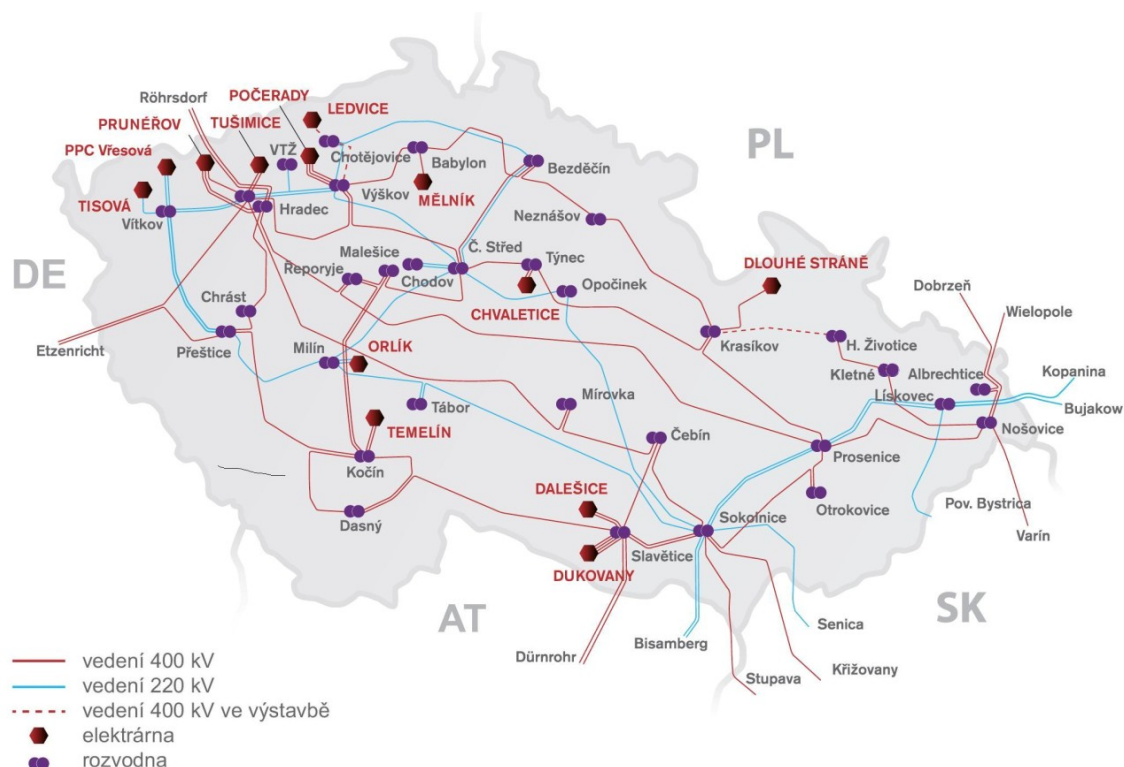 Röhrsdorf
POČERADY
LEDVICE
PRUNÉŘOV
TUŠIMICE
PPC Vřesová
VTŽ
Chotějovice
Babylon
Bezděčín
PL
TISOVÁ
Hradec
Výškov
MĚLNÍK
Vítkov
Neznášov
DE
Malešice
Č. Střed
Týnec
Řeporyje
Chodov
Opočinek
DLOUHÉ STRÁNĚ
Chrást
CHVALETICE
Dobrzeń
Wielopole
Etzenricht
Přeštice
Milín
ORLÍK
Krasíkov
H. Životice
Kletné
Albrechtice
Kopanina
Lískovec
Bujakow
Tábor
Mírovka
TEMELÍN
Čebín
Nošovice
Kočín
Prosenice
DALEŠICE
Otrokovice
Pov. Bystrica
Dasný
Sokolnice
Varín
Slavětice
DUKOVANY
AT
SK
Senica
Bisamberg
Dürnrohr
Stupava
Křižovany
vedení 400 kV
vedení 220 kV
vedení 400 kV ve výstavbě
elektrárna
rozvodna